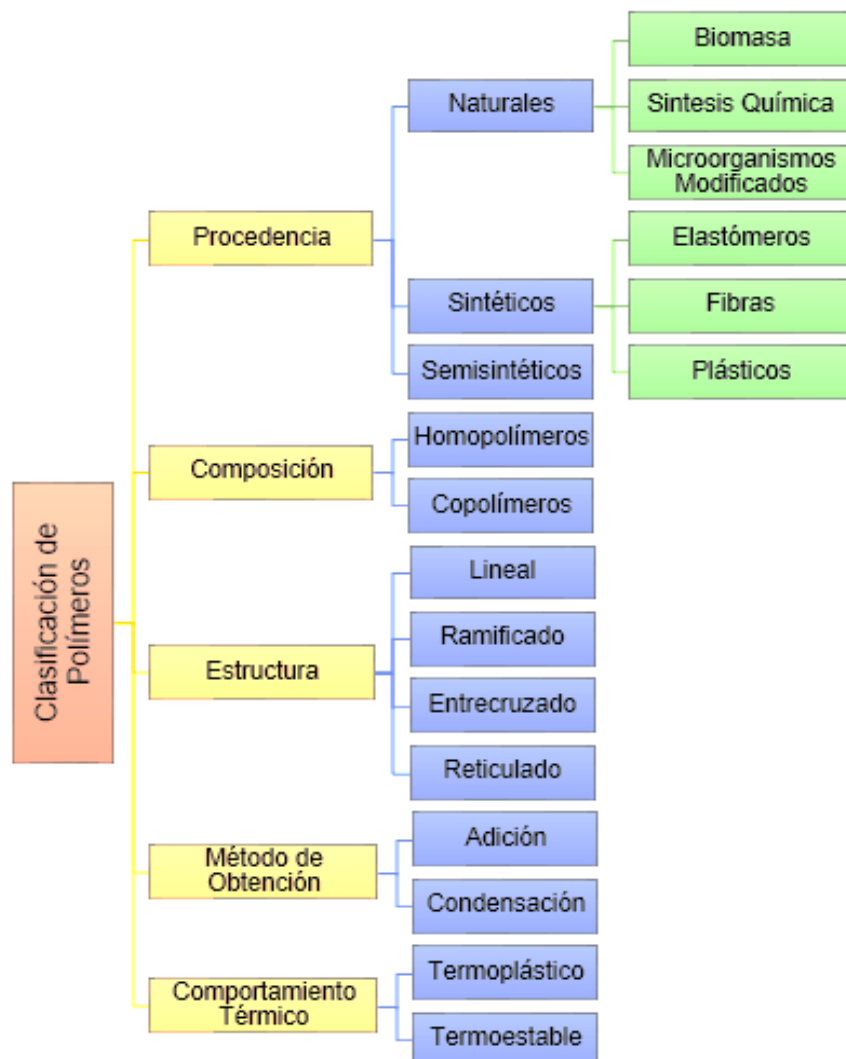 Clasificación de
Polímeros
Procedencia
Naturales
Biomasa
Sintesis Química
Microorganismos
Modificados
Sintéticos
Elastómeros
Fibras
Plásticos
Semisintéticos
Composición
Homopolímeros
Copolímeros
Estructura
Lineal
Ramificado
Entrecruzado
Reticulado
Método de
Obtención
Adición
Condensación
Comportamiento
Térmico
Termoplástico
Termoestable